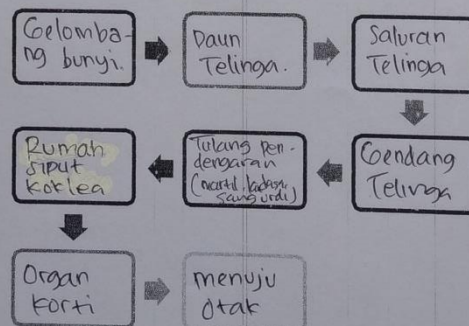 Gelomba-
ng bunyi.
Daun
Telinga.
Saluran
Telinga
Gendang
Telinga
Tulang pen-
dengaran
(martil, landasan,
sanggurdi)
Rumah
siput
koklea
Organ
korti
menuju
otak